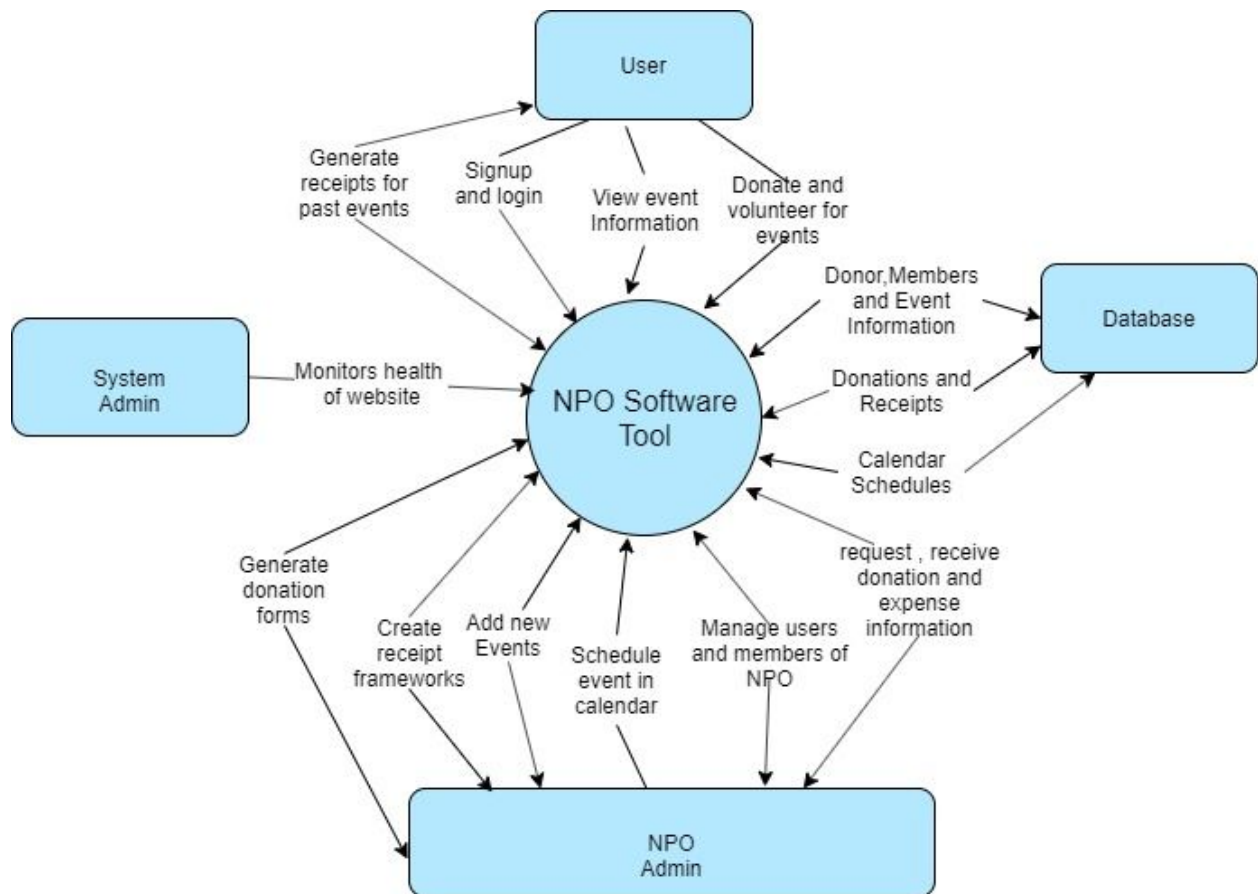 User
Generate
receipts for
past events
Signup
and login
View event
Information
Donate and
volunteer for
events
Donor,Members
and Event
Information
Database
System
Admin
Monitors health
of website
NPO Software
Tool
Donations and
Receipts
Calendar
Schedules
Generate
donation
forms
Create
receipt
frameworks
Add new
Events
Schedule
event in
calendar
Manage users
and members of
NPO
request , receive
donation and
expense
information
NPO
Admin